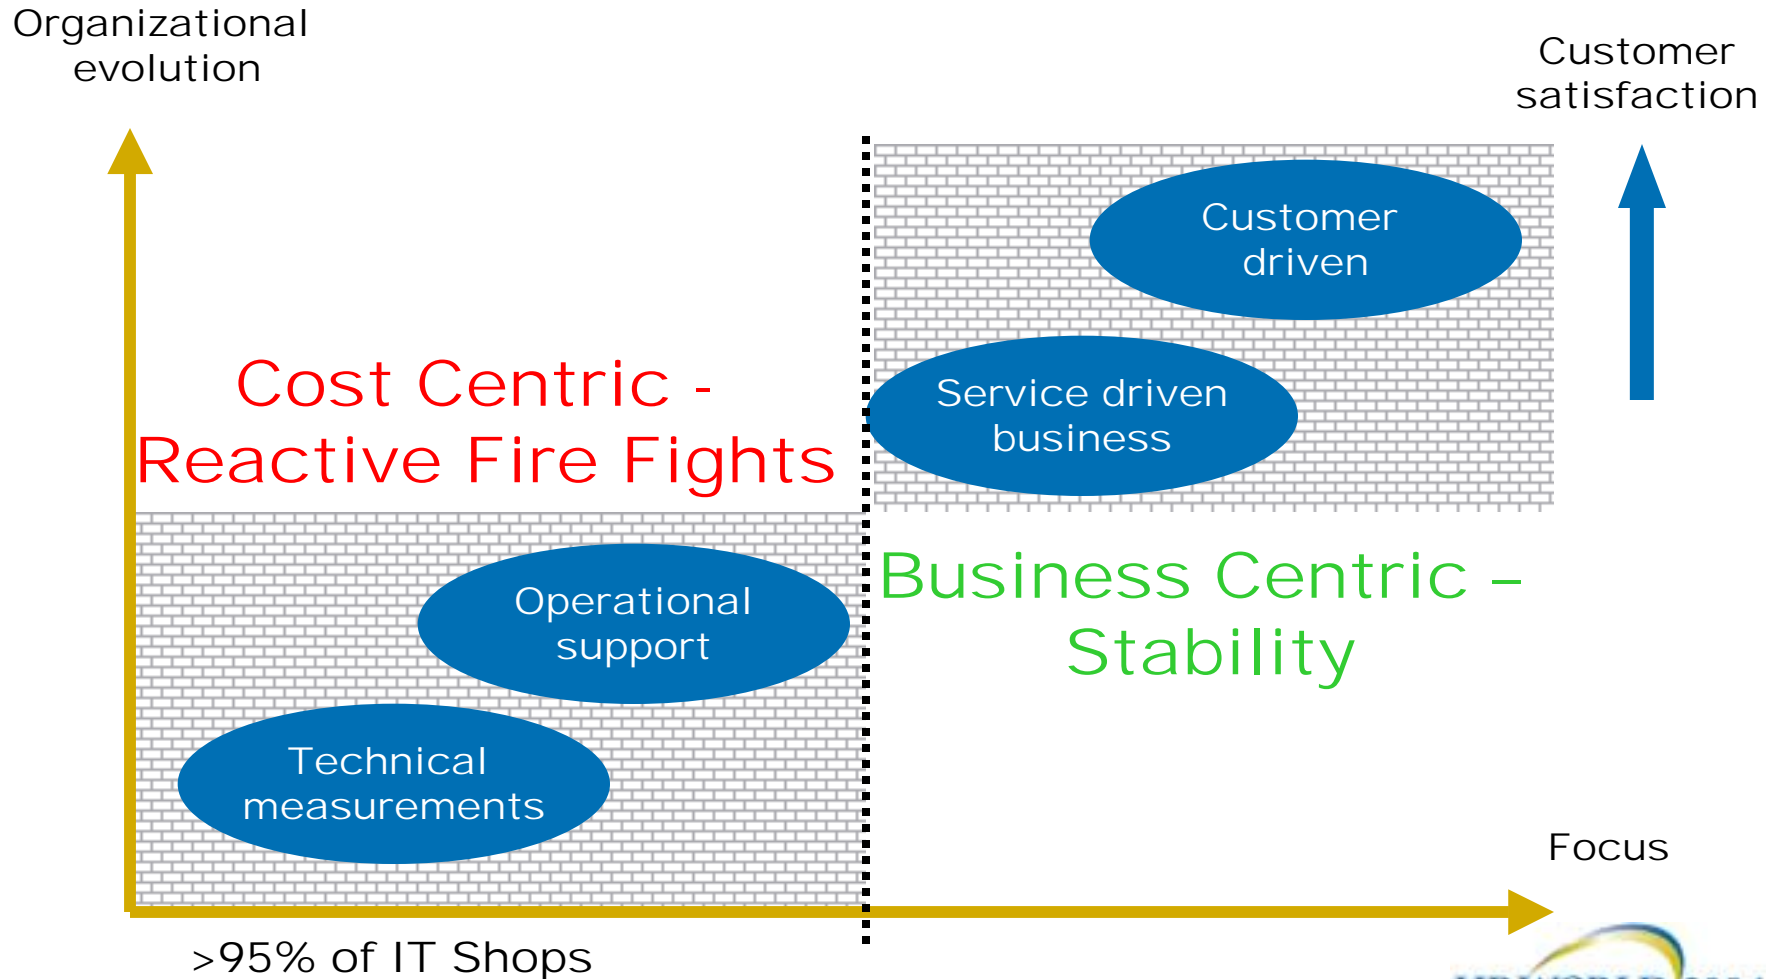 Organizational
evolution
Customer
satisfaction
Customer
driven
Cost Centric -
Reactive Fire Fights
Service driven
business
Operational
support
Business Centric –
Stability
Technical
measurements
Focus
>95% of IT Shops